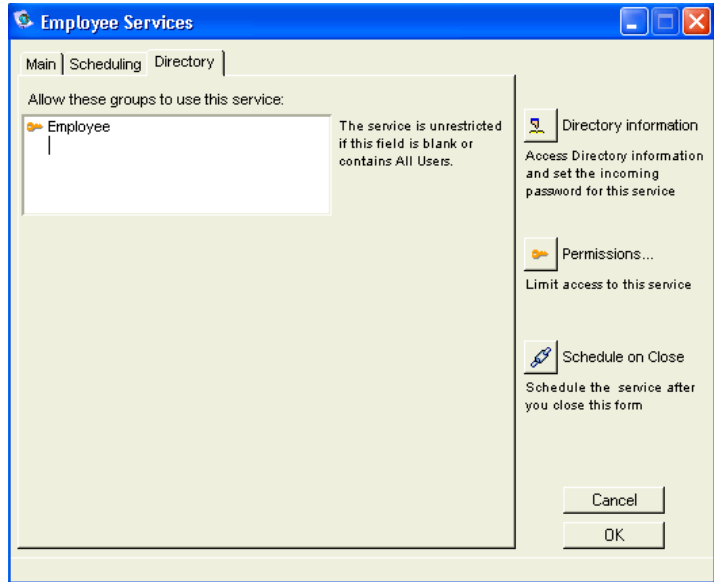 Employee Services
Main Scheduling Directory
Allow these groups to use this service:
Employee
The service is unrestricted
if this field is blank or
contains All Users.
Directory information
Access Directory information
and set the incoming
password for this service
Permissions...
Limit access to this service
Schedule on Close
Schedule the service after
you close this form
Cancel
OK